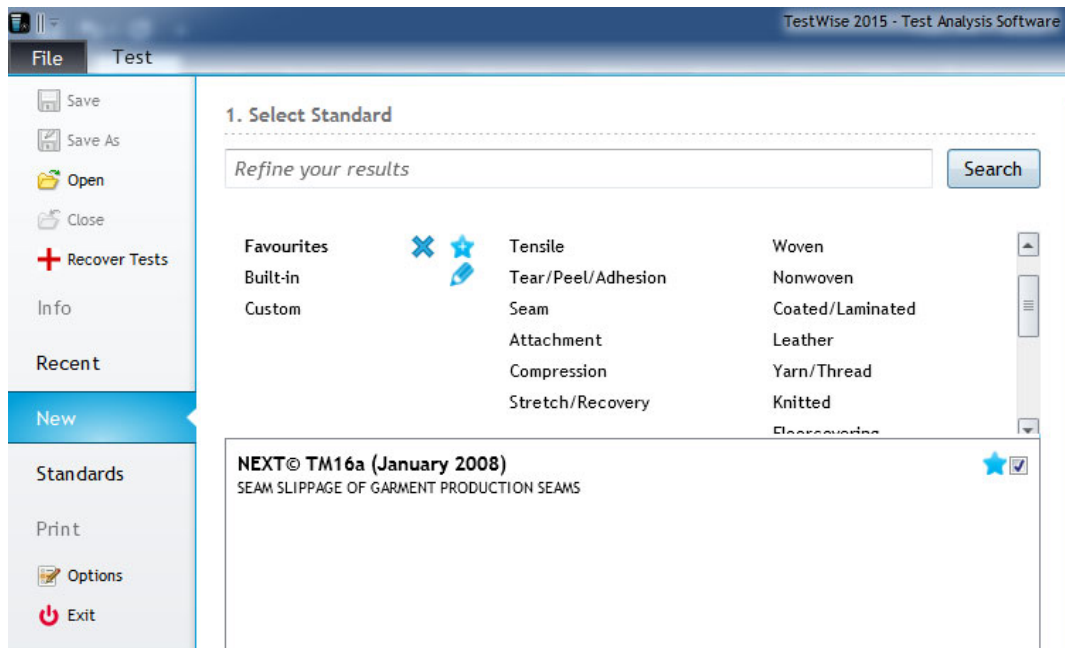 TestWise 2015 - Test Analysis Software
File Test
Save
Save As
Open
Close
Recover Tests
Info
Recent
New
Standards
Print
Options
Exit
1. Select Standard
Refine your results
Search
Favourites
Built-in
Custom
Tensile
Tear/Peel/Adhesion
Seam
Attachment
Compression
Stretch/Recovery
Woven
Nonwoven
Coated/Laminated
Leather
Yarn/Thread
Knitted
Floorcovering
NEXT© TM16a (January 2008)
SEAM SLIPPAGE OF GARMENT PRODUCTION SEAMS